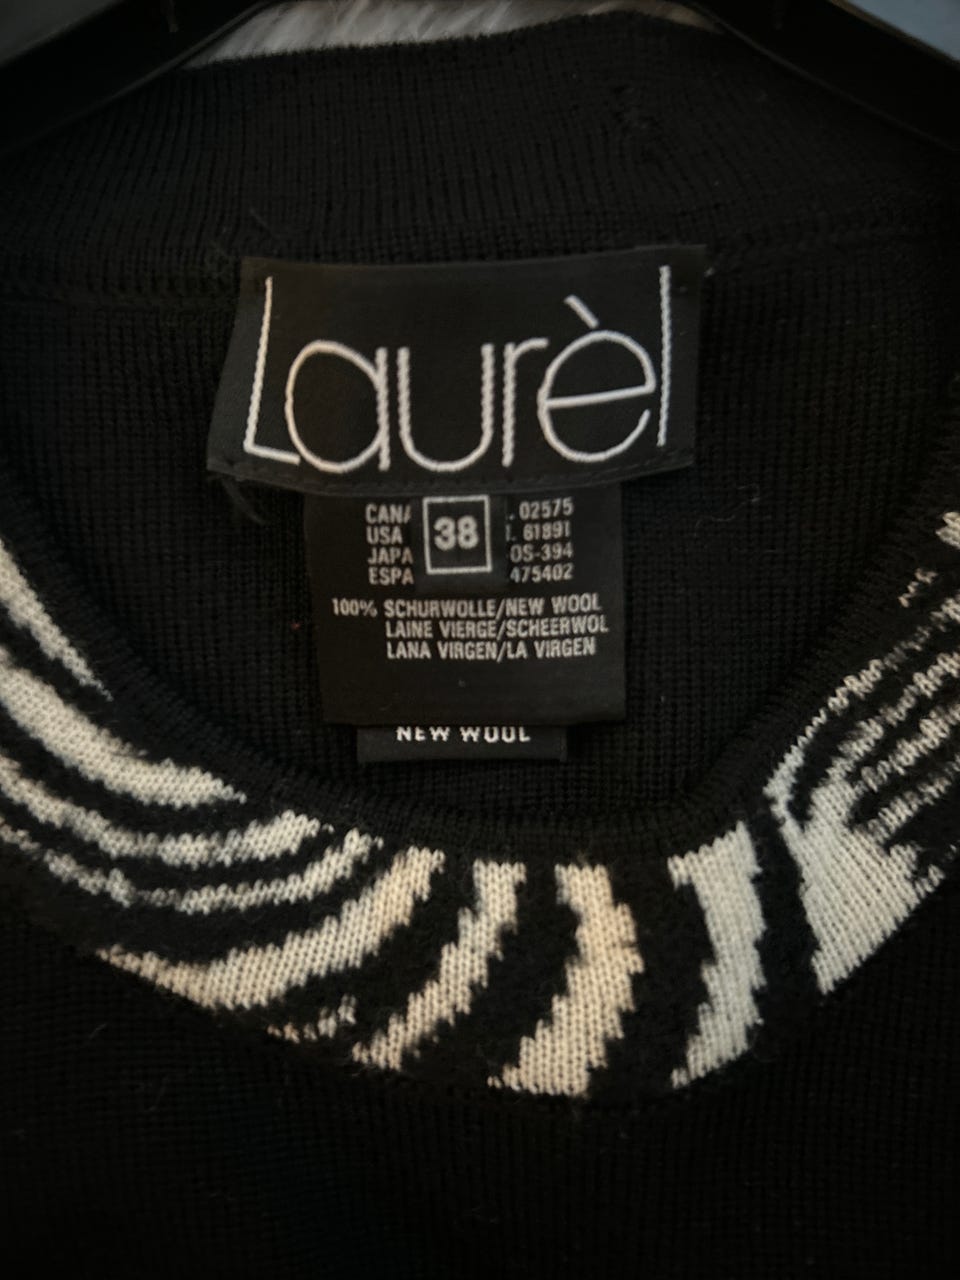 Laurèl
38
CANA . 02575
USA . 61891
JAPA OS-394
ESPA 475402
100% SCHURWOLLE/NEW WOOL
LAINE VIERGE/SCHEERWOL
LANA VIRGEN/LA VIRGEN
NEW WOOL